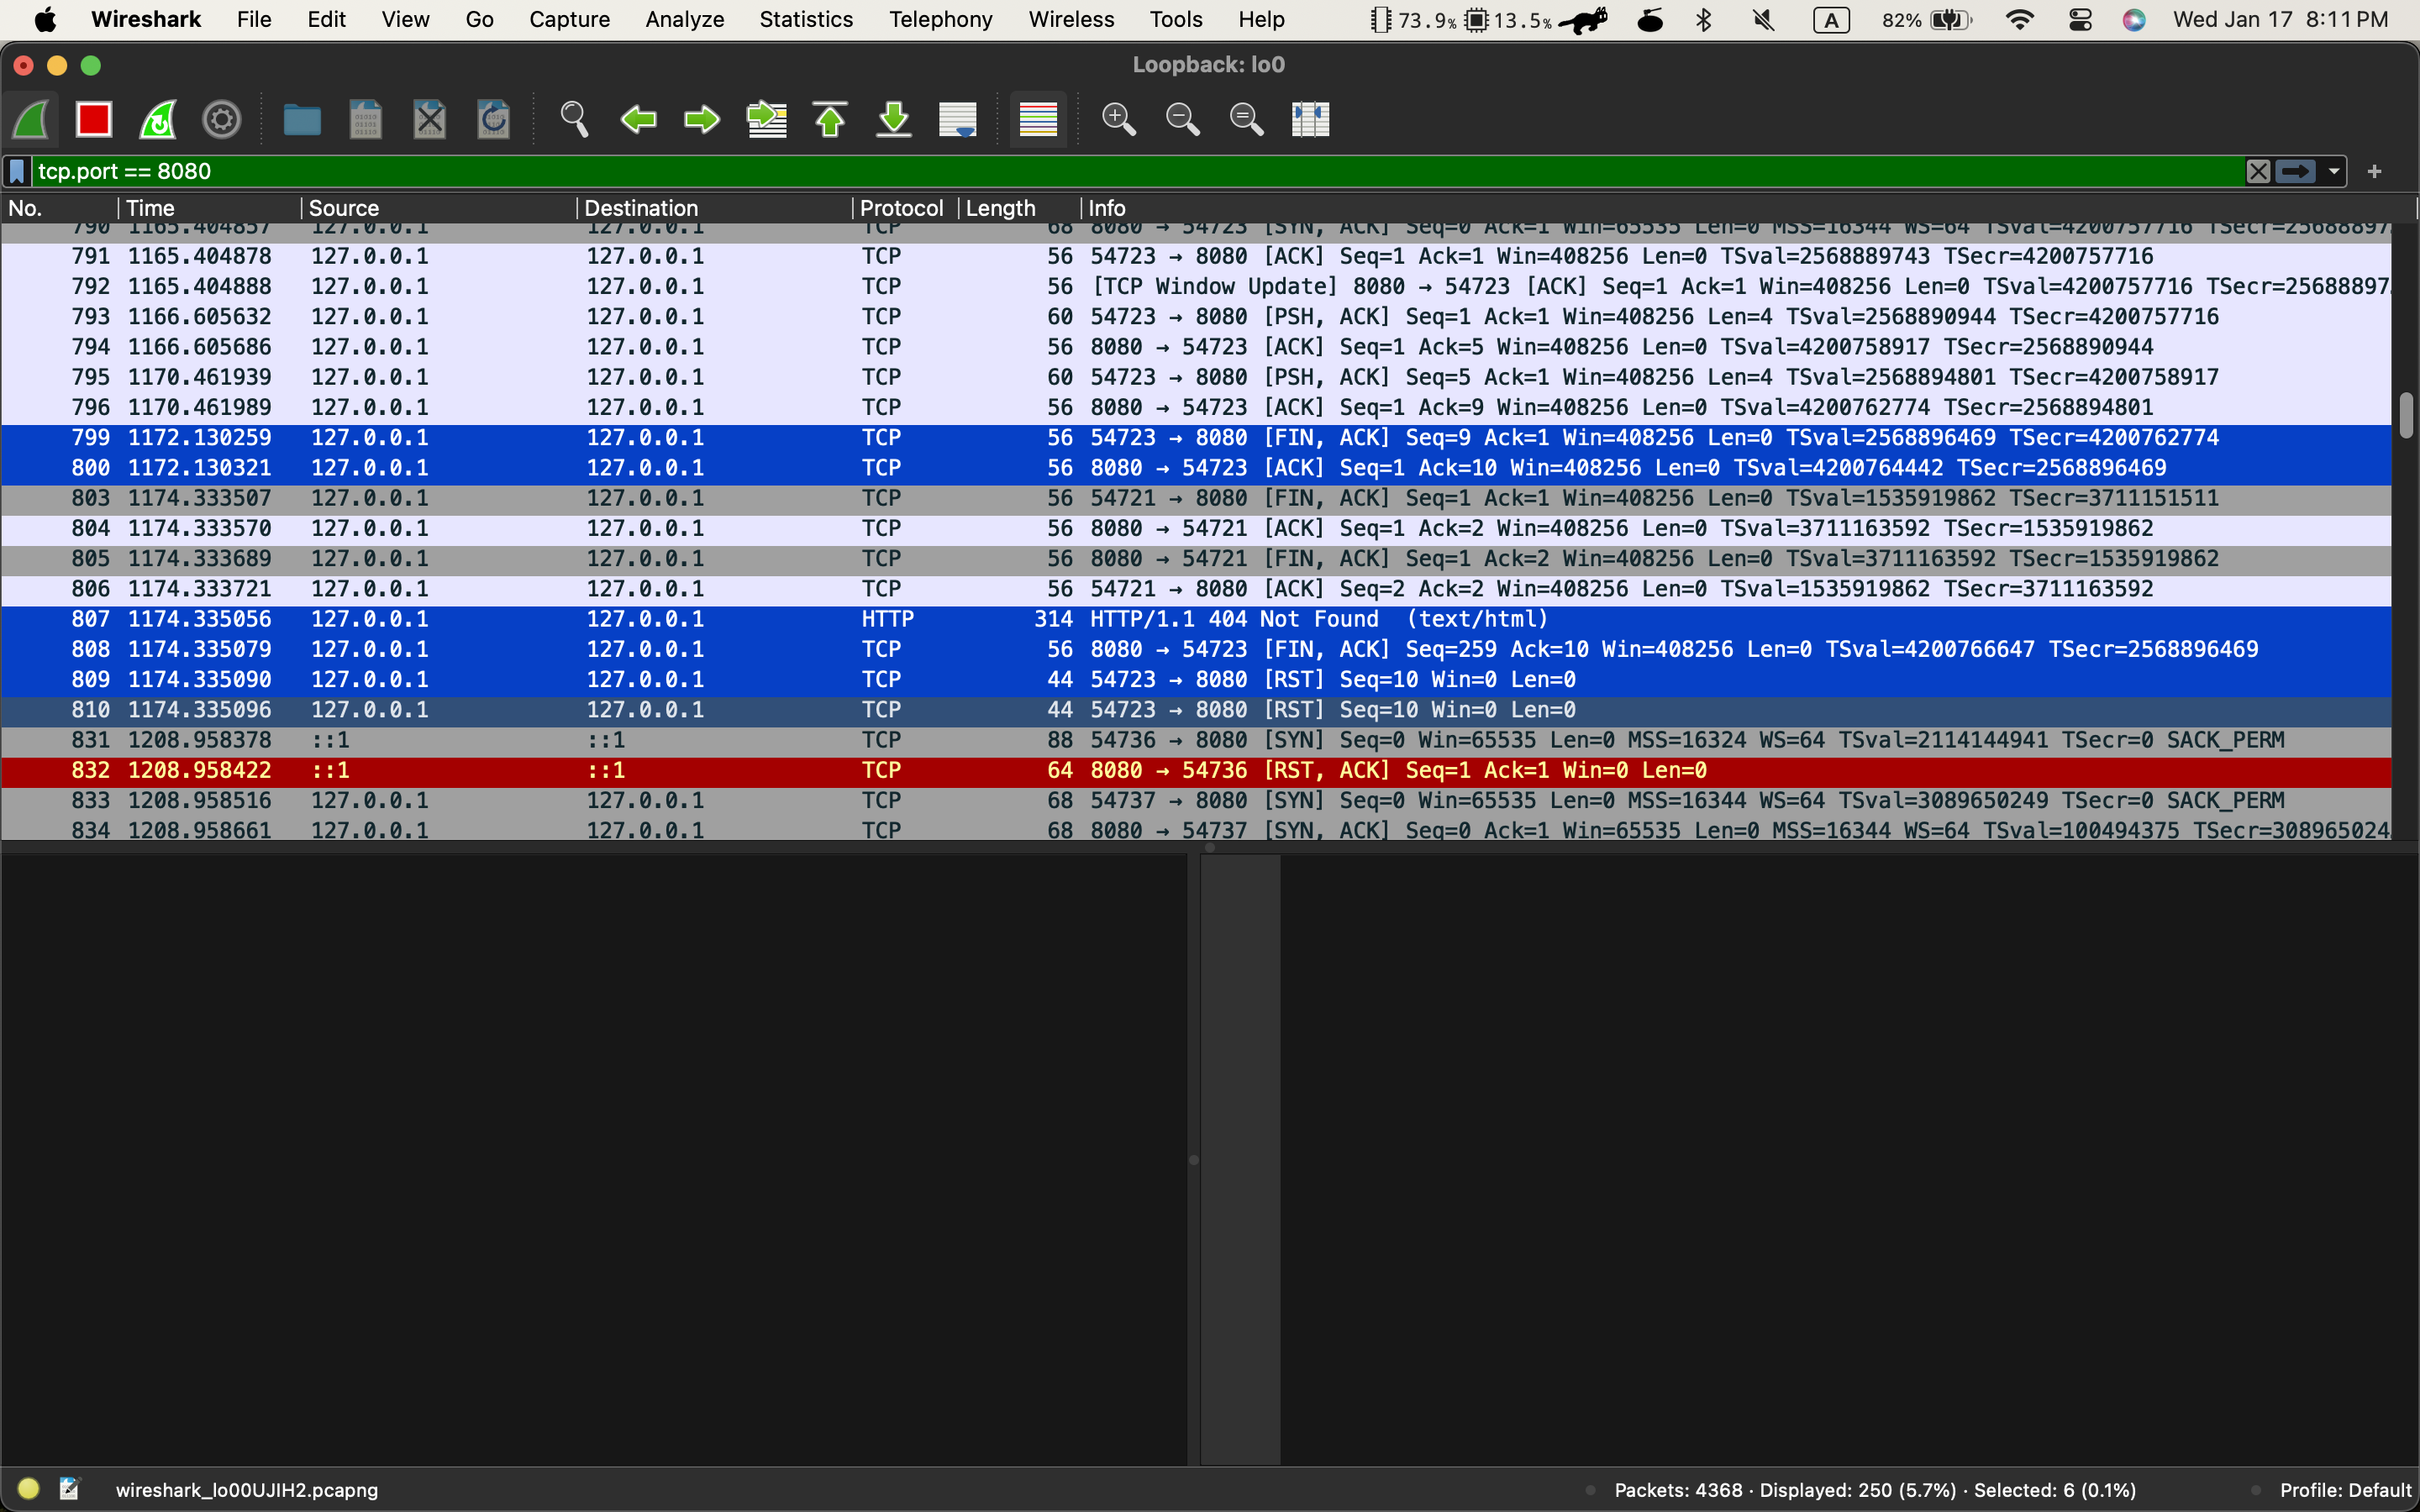 Wireshark File Edit View Go Capture Analyze Statistics Telephony Wireless Tools Help 73.9% 13.5% A 82% Wed Jan 17 8:11 PM
Loopback: lo0
tcp.port == 8080
No. Time Source Destination Protocol Length Info
790 1165.404857 127.0.0.1 127.0.0.1 TCP 68 8080 → 54723 [SYN, ACK] Seq=0 Ack=1 Win=65535 Len=0 MSS=16344 WS=64 TSval=4200757716 TSecr=256888897
791 1165.404878 127.0.0.1 127.0.0.1 TCP 56 54723 → 8080 [ACK] Seq=1 Ack=1 Win=408256 Len=0 TSval=2568889743 TSecr=4200757716
792 1165.404888 127.0.0.1 127.0.0.1 TCP 56 [TCP Window Update] 8080 → 54723 [ACK] Seq=1 Ack=1 Win=408256 Len=0 TSval=4200757716 TSecr=25688897
793 1166.605632 127.0.0.1 127.0.0.1 TCP 60 54723 → 8080 [PSH, ACK] Seq=1 Ack=1 Win=408256 Len=4 TSval=2568890944 TSecr=4200757716
794 1166.605686 127.0.0.1 127.0.0.1 TCP 56 8080 → 54723 [ACK] Seq=1 Ack=5 Win=408256 Len=0 TSval=4200758917 TSecr=2568890944
795 1170.461939 127.0.0.1 127.0.0.1 TCP 60 54723 → 8080 [PSH, ACK] Seq=5 Ack=1 Win=408256 Len=4 TSval=2568894801 TSecr=4200758917
796 1170.461989 127.0.0.1 127.0.0.1 TCP 56 8080 → 54723 [ACK] Seq=1 Ack=9 Win=408256 Len=0 TSval=4200762774 TSecr=2568894801
799 1172.130259 127.0.0.1 127.0.0.1 TCP 56 54723 → 8080 [FIN, ACK] Seq=9 Ack=1 Win=408256 Len=0 TSval=2568896469 TSecr=4200762774
800 1172.130321 127.0.0.1 127.0.0.1 TCP 56 8080 → 54723 [ACK] Seq=1 Ack=10 Win=408256 Len=0 TSval=4200764442 TSecr=2568896469
803 1174.333507 127.0.0.1 127.0.0.1 TCP 56 54721 → 8080 [FIN, ACK] Seq=1 Ack=1 Win=408256 Len=0 TSval=1535919862 TSecr=3711151511
804 1174.333570 127.0.0.1 127.0.0.1 TCP 56 8080 → 54721 [ACK] Seq=1 Ack=2 Win=408256 Len=0 TSval=3711163592 TSecr=1535919862
805 1174.333689 127.0.0.1 127.0.0.1 TCP 56 8080 → 54721 [FIN, ACK] Seq=1 Ack=2 Win=408256 Len=0 TSval=3711163592 TSecr=1535919862
806 1174.333721 127.0.0.1 127.0.0.1 TCP 56 54721 → 8080 [ACK] Seq=2 Ack=2 Win=408256 Len=0 TSval=1535919862 TSecr=3711163592
807 1174.335056 127.0.0.1 127.0.0.1 HTTP 314 HTTP/1.1 404 Not Found (text/html)
808 1174.335079 127.0.0.1 127.0.0.1 TCP 56 8080 → 54723 [FIN, ACK] Seq=259 Ack=10 Win=408256 Len=0 TSval=4200766647 TSecr=2568896469
809 1174.335090 127.0.0.1 127.0.0.1 TCP 44 54723 → 8080 [RST] Seq=10 Win=0 Len=0
810 1174.335096 127.0.0.1 127.0.0.1 TCP 44 54723 → 8080 [RST] Seq=10 Win=0 Len=0
831 1208.958378 ::1 ::1 TCP 88 54736 → 8080 [SYN] Seq=0 Win=65535 Len=0 MSS=16324 WS=64 TSval=2114144941 TSecr=0 SACK_PERM
832 1208.958422 ::1 ::1 TCP 64 8080 → 54736 [RST, ACK] Seq=1 Ack=1 Win=0 Len=0
833 1208.958516 127.0.0.1 127.0.0.1 TCP 68 54737 → 8080 [SYN] Seq=0 Win=65535 Len=0 MSS=16344 WS=64 TSval=3089650249 TSecr=0 SACK_PERM
834 1208.958661 127.0.0.1 127.0.0.1 TCP 68 8080 → 54737 [SYN, ACK] Seq=0 Ack=1 Win=65535 Len=0 MSS=16344 WS=64 TSval=100494375 TSecr=308965024
wireshark_lo00UJIH2.pcapng Packets: 4368 · Displayed: 250 (5.7%) · Selected: 6 (0.1%) Profile: Default